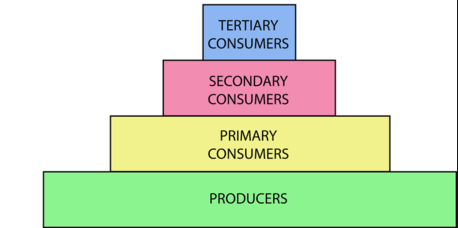 TERTIARY
CONSUMERS
SECONDARY
CONSUMERS
PRIMARY
CONSUMERS
PRODUCERS